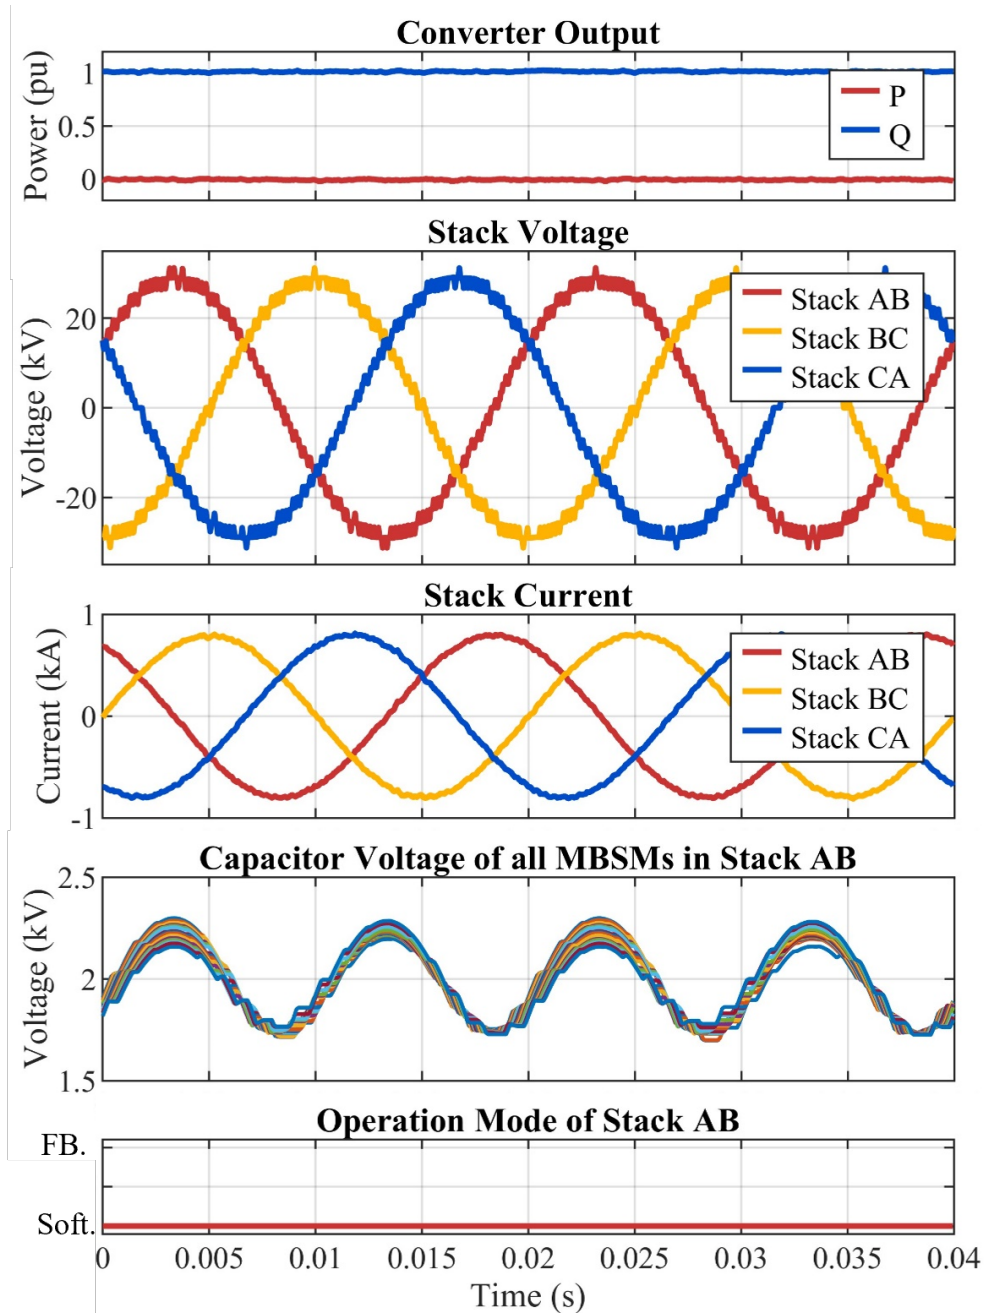 Converter Output
Power (pu)
1
0.5
0
P
Q
Stack Voltage
Voltage (kV)
20
0
-20
Stack AB
Stack BC
Stack CA
Stack Current
Current (kA)
1
0
-1
Stack AB
Stack BC
Stack CA
Capacitor Voltage of all MBSMs in Stack AB
Voltage (kV)
2.5
2
1.5
Operation Mode of Stack AB
FB.
Soft.
0 0.005 0.01 0.015 0.02 0.025 0.03 0.035 0.04
Time (s)